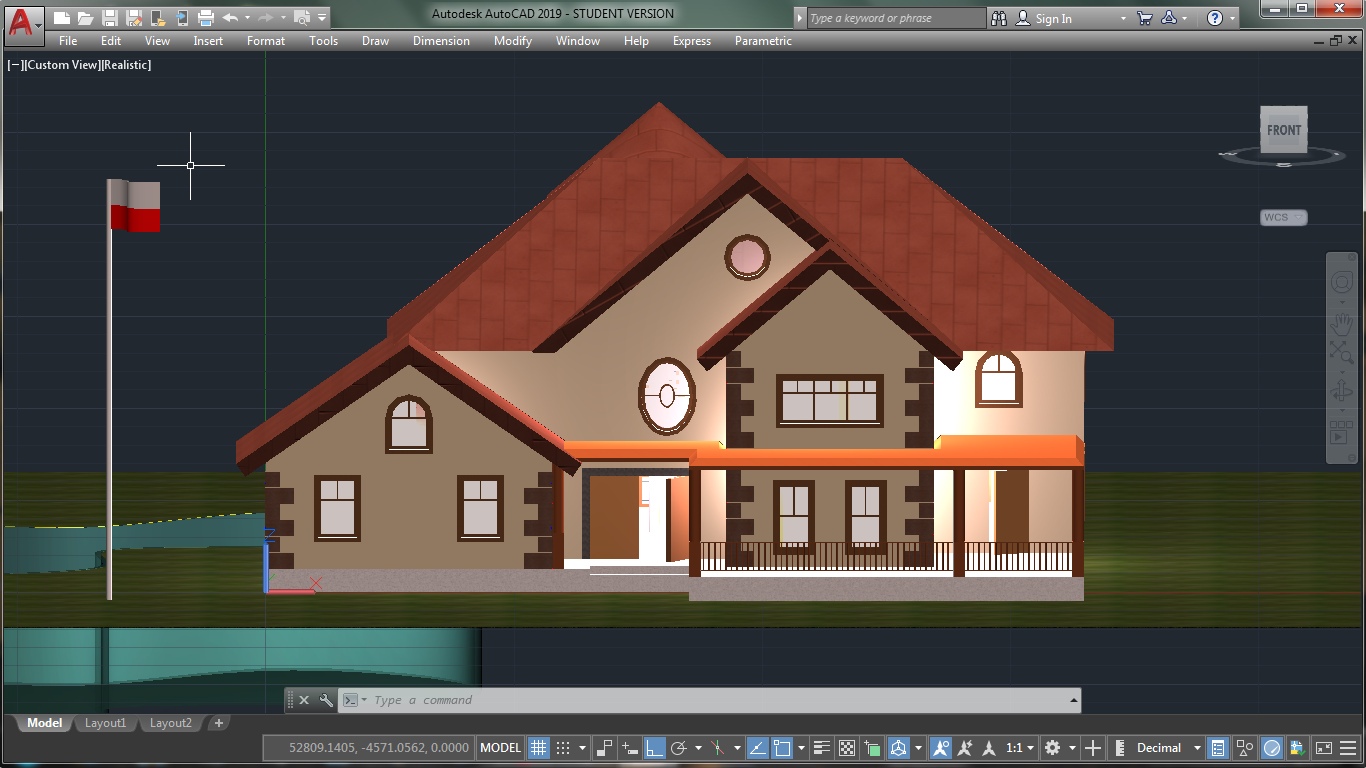 Autodesk AutoCAD 2019 - STUDENT VERSION
Type a keyword or phrase
Sign In
File Edit View Insert Format Tools Draw Dimension Modify Window Help Express Parametric
[−][Custom View][Realistic]
FRONT
WCS
Z
X
Type a command
Model Layout1 Layout2 +
52809.1405, -4571.0562, 0.0000 MODEL 1:1 Decimal